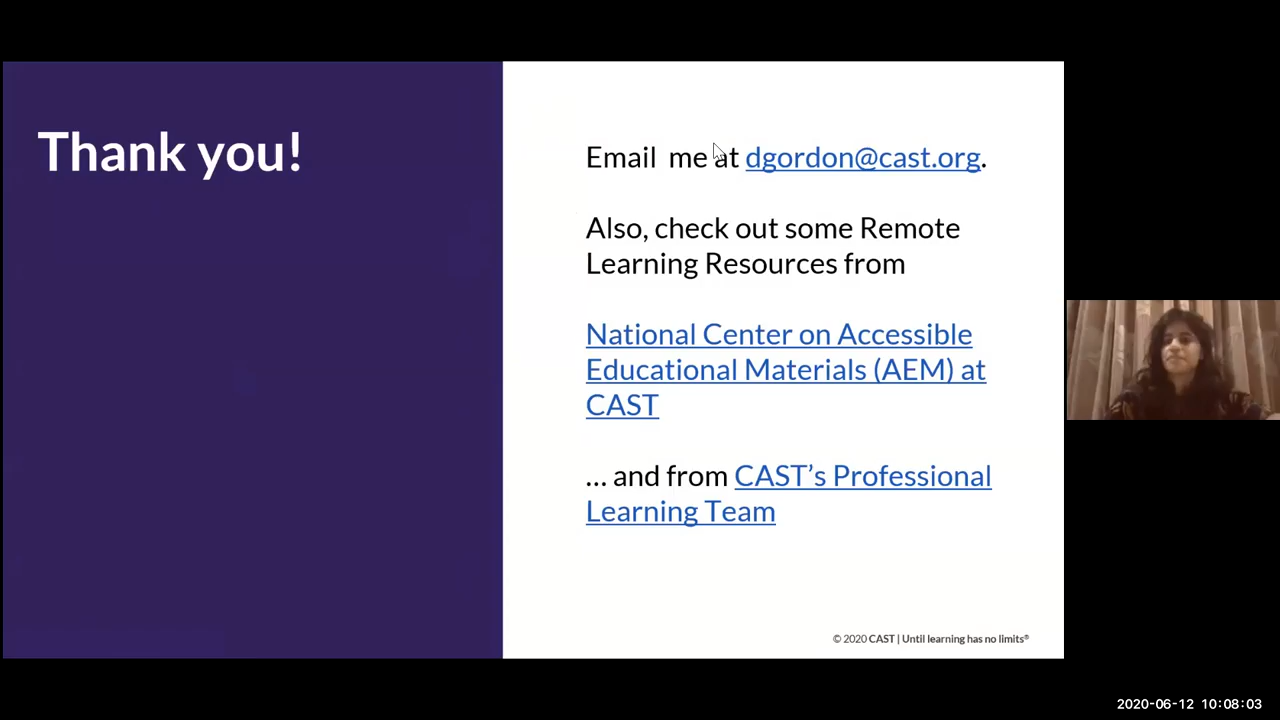 Thank you!
Email  me at dgordon@cast.org.
Also, check out some Remote
Learning Resources from
National Center on Accessible
Educational Materials (AEM) at
CAST
... and from CAST’s Professional
Learning Team
© 2020 CAST | Until learning has no limits®
2020-06-12 10:08:03